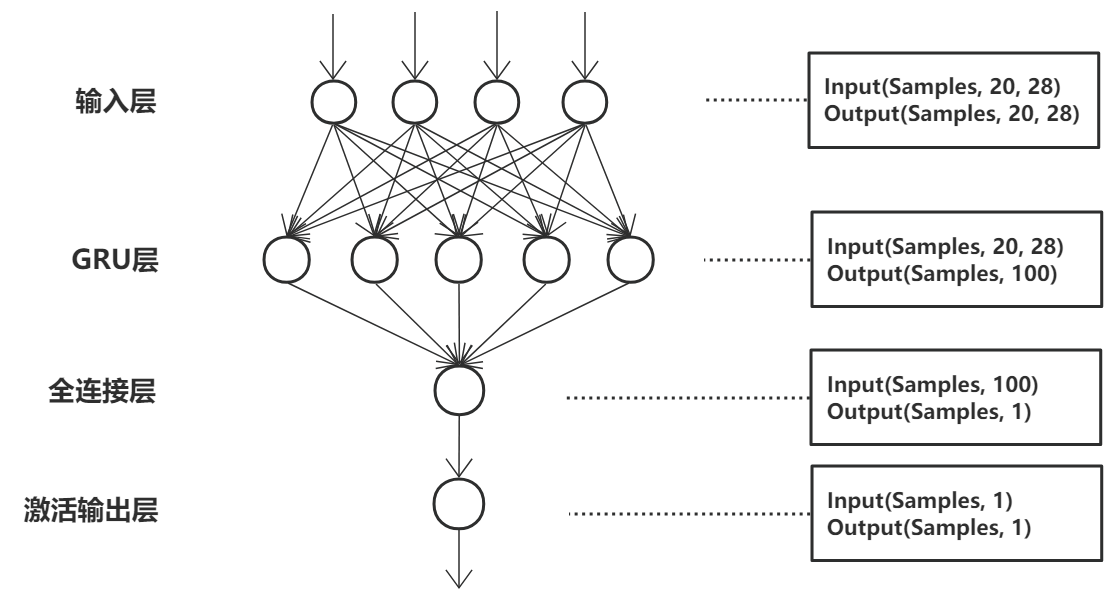 输入层
Input(Samples, 20, 28)
Output(Samples, 20, 28)
GRU层
Input(Samples, 20, 28)
Output(Samples, 100)
全连接层
Input(Samples, 100)
Output(Samples, 1)
激活输出层
Input(Samples, 1)
Output(Samples, 1)